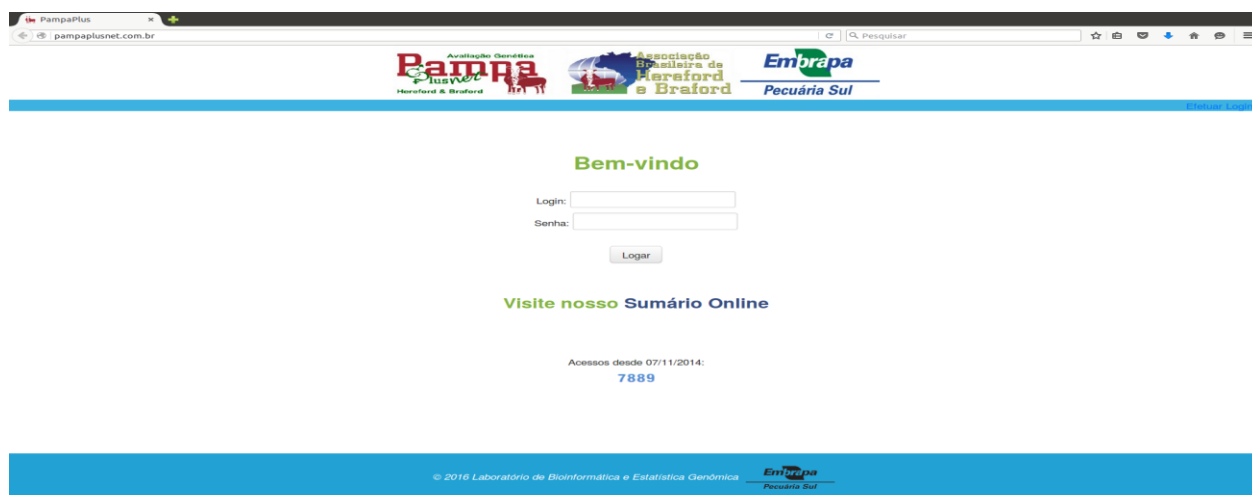 PampaPlus
pampaplusnet.com.br
Pesquisar
Avaliação Genética
Pampa
Plusnet
Hereford & Braford
Associação
Brasileira de
Hereford
e Braford
Embrapa
Pecuária Sul
Efetuar Login
Bem-vindo
Login:
Senha:
Logar
Visite nosso Sumário Online
Acessos desde 07/11/2014:
7889
© 2016 Laboratório de Bioinformática e Estatística Genômica
Embrapa
Pecuária Sul